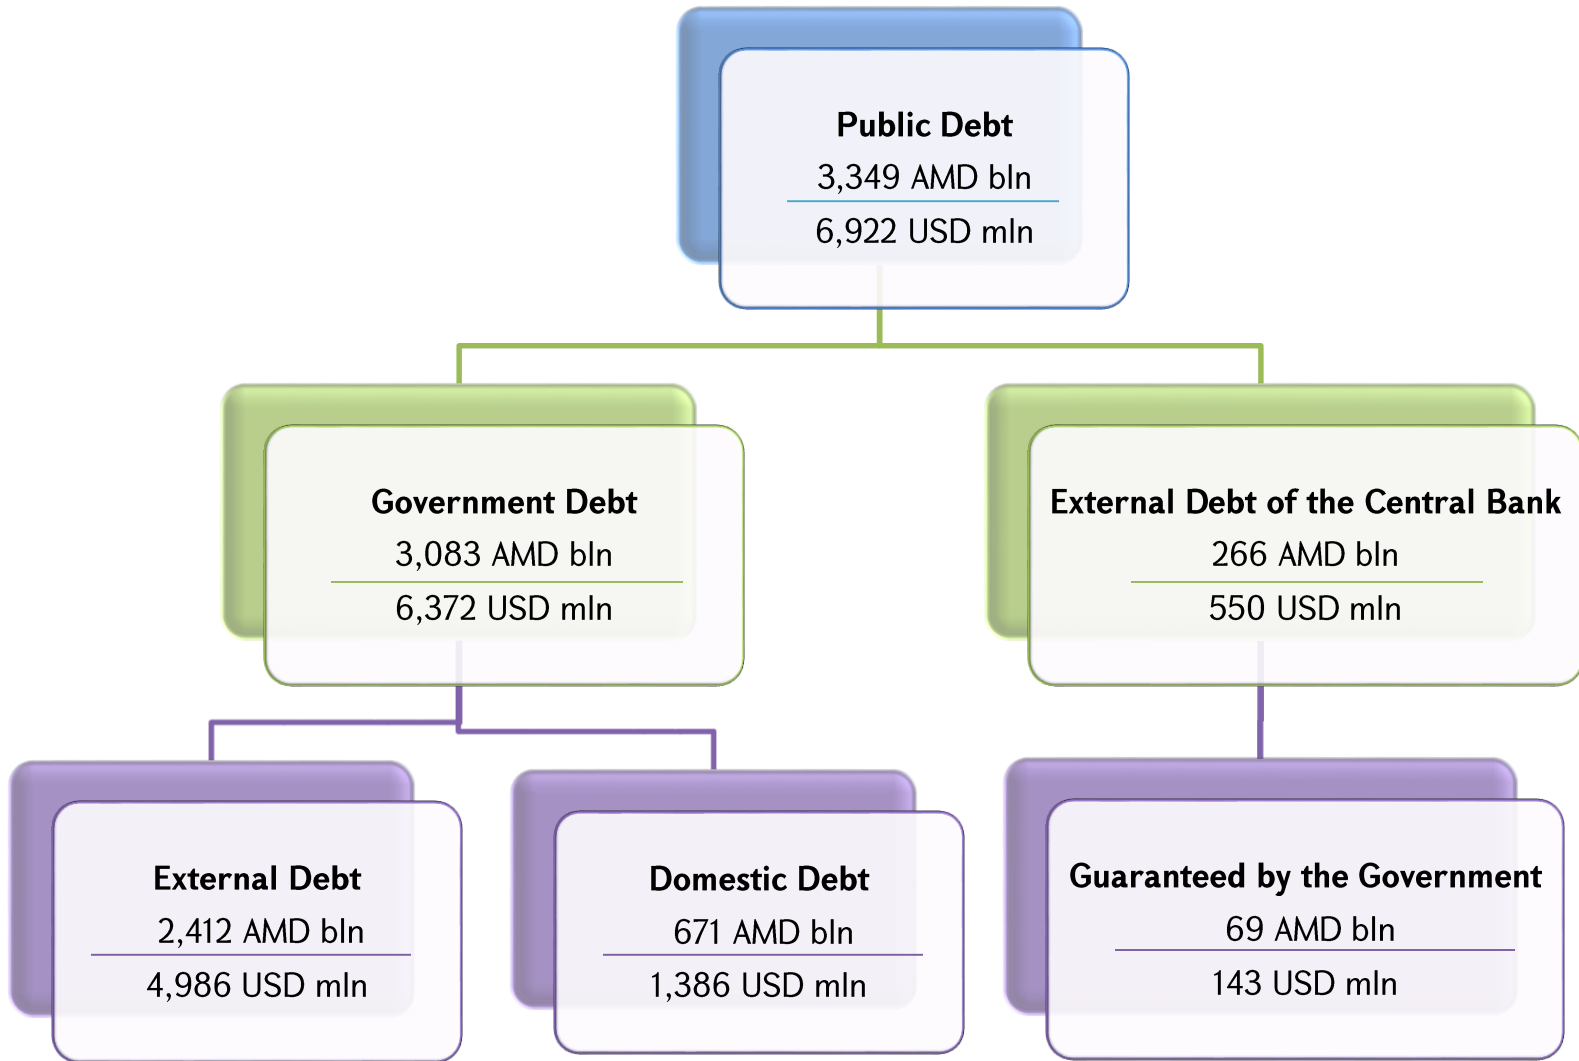 Public Debt
3,349 AMD bln
6,922 USD mln
Government Debt
3,083 AMD bln
6,372 USD mln
External Debt of the Central Bank
266 AMD bln
550 USD mln
External Debt
2,412 AMD bln
4,986 USD mln
Domestic Debt
671 AMD bln
1,386 USD mln
Guaranteed by the Government
69 AMD bln
143 USD mln